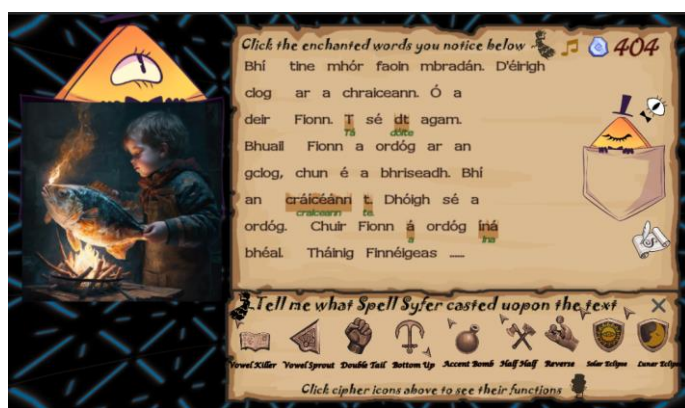 Click the enchanted words you notice below
404
Bhí tine mhór faoin mbradán. D'éirigh
clog ar a chraiceann. Ó a
deir Fionn. T sé dt agam.
Tá dóite
Bhuail Fionn a ordóg ar an
gclog, chun é a bhriseadh. Bhí
an cráicéánn t. Dhóigh sé a
craiceann te.
ordóg. Chuir Fionn á ordóg íná
a ina
bhéal. Tháinig Finnéigeas ......
Tell me what Spell Syfer casted uopon the text
Vowel Killer Vowel Sprout Double Tail Bottom Up Accent Bomb Half Half Reverse Solar Eclipse Lunar Eclipse
Click cipher icons above to see their functions